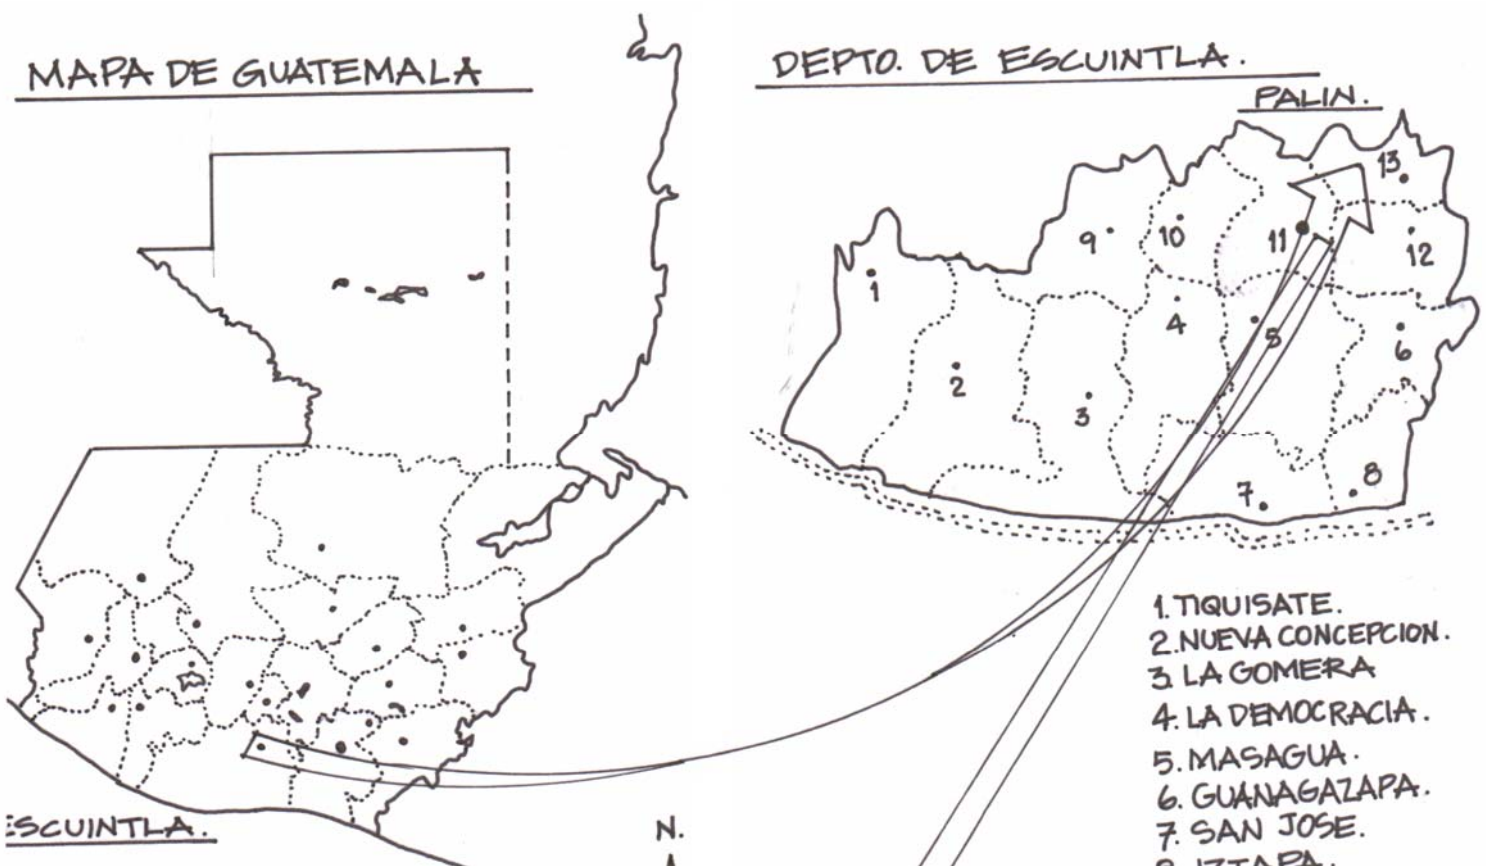 MAPA DE GUATEMALA
DEPTO. DE ESCUINTLA.
PALIN.
13
9
10
11
12
1
4
5
6
2
3
7
8
1. TIQUISATE.
2. NUEVA CONCEPCION.
3. LA GOMERA
4. LA DEMOCRACIA.
5. MASAGUA.
6. GUANAGAZAPA.
7. SAN JOSE.
8. IZTAPA.
ESCUINTLA.
N.